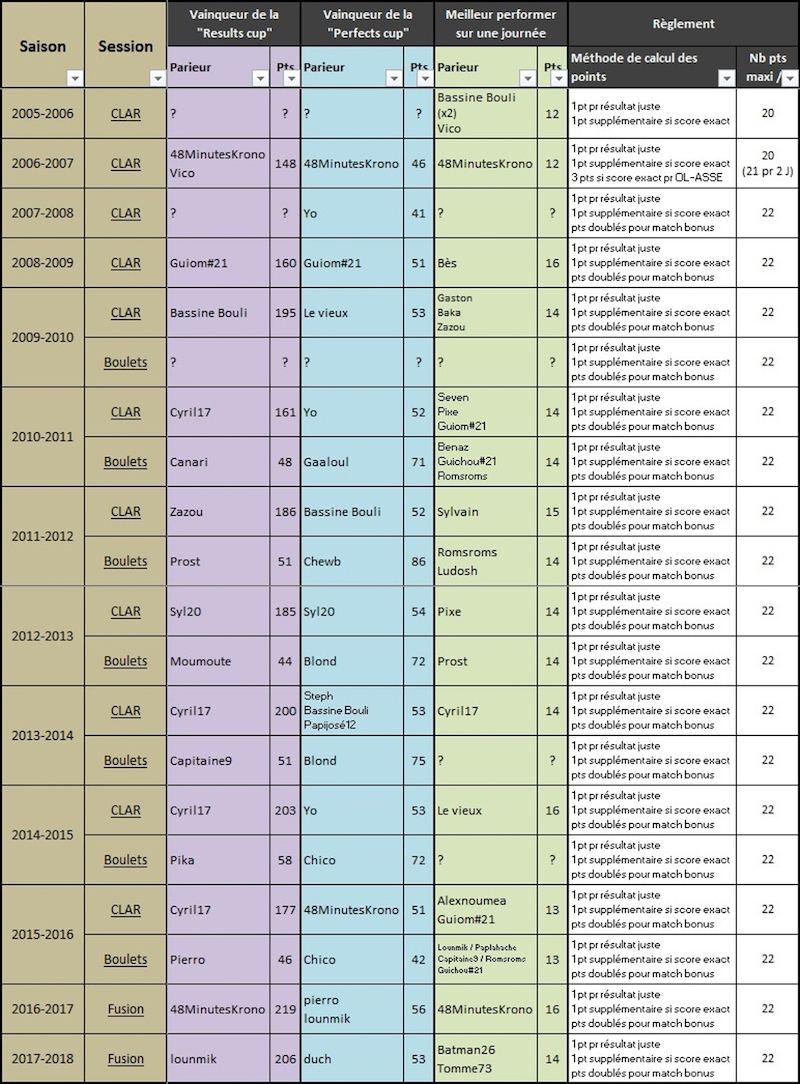 Saison
Session
Vainqueur de la
"Results cup"
Vainqueur de la
"Perfects cup"
Meilleur performer
sur une journée
Règlement
Parieur Pts Parieur Pts Parieur Pts
Méthode de calcul des
points
Nb pts
maxi /
2005-2006 CLAR ? ? ? ?
Bassine Bouli
(x2)
Vico
12
1pt pr résultat juste
1pt supplémentaire si score exact
20
2006-2007 CLAR
48MinutesKrono
Vico
148 48MinutesKrono 46 48MinutesKrono 12
1pt pr résultat juste
1pt supplémentaire si score exact
3 pts si score exact pr OL-ASSE
20
(21 pr 2 J)
2007-2008 CLAR ? ? Yo 41 ? ?
1pt pr résultat juste
1pt supplémentaire si score exact
pts doublés pour match bonus
22
2008-2009 CLAR Guiom#21 160 Guiom#21 51 Bès 16
1pt pr résultat juste
1pt supplémentaire si score exact
pts doublés pour match bonus
22
2009-2010
CLAR Bassine Bouli 195 Le vieux 53
Gaston
Baka
Zazou
14
1pt pr résultat juste
1pt supplémentaire si score exact
pts doublés pour match bonus
22
Boulets ? ? ? ? ? ?
1pt pr résultat juste
1pt supplémentaire si score exact
pts doublés pour match bonus
22
2010-2011
CLAR Cyril17 161 Yo 52
Seven
Pixe
Guiom#21
14
1pt pr résultat juste
1pt supplémentaire si score exact
pts doublés pour match bonus
22
Boulets Canari 48 Gaaloul 71
Benaz
Guichou#21
Romsroms
14
1pt pr résultat juste
1pt supplémentaire si score exact
pts doublés pour match bonus
22
2011-2012
CLAR Zazou 186 Bassine Bouli 52 Sylvain 15
1pt pr résultat juste
1pt supplémentaire si score exact
pts doublés pour match bonus
22
Boulets Prost 51 Chewb 86
Romsroms
Ludosh
14
1pt pr résultat juste
1pt supplémentaire si score exact
pts doublés pour match bonus
22
2012-2013
CLAR Syl20 185 Syl20 54 Pixe 14
1pt pr résultat juste
1pt supplémentaire si score exact
pts doublés pour match bonus
22
Boulets Moumoute 44 Blond 72 Prost 14
1pt pr résultat juste
1pt supplémentaire si score exact
pts doublés pour match bonus
22
2013-2014
CLAR Cyril17 200
Steph
Bassine Bouli
Papijosé12
53 Cyril17 14
1pt pr résultat juste
1pt supplémentaire si score exact
pts doublés pour match bonus
22
Boulets Capitaine9 51 Blond 75 ? ?
1pt pr résultat juste
1pt supplémentaire si score exact
pts doublés pour match bonus
22
2014-2015
CLAR Cyril17 203 Yo 53 Le vieux 16
1pt pr résultat juste
1pt supplémentaire si score exact
pts doublés pour match bonus
22
Boulets Pika 58 Chico 72 ? ?
1pt pr résultat juste
1pt supplémentaire si score exact
pts doublés pour match bonus
22
2015-2016
CLAR Cyril17 177 48MinutesKrono 51
Alexnoumea
Guiom#21
13
1pt pr résultat juste
1pt supplémentaire si score exact
pts doublés pour match bonus
22
Boulets Pierro 46 Chico 42
Lounmik /
Capitaine9 / Romsroms
Guichou#21
13
1pt pr résultat juste
1pt supplémentaire si score exact
pts doublés pour match bonus
22
2016-2017 Fusion 48MinutesKrono 219
pierro
lounmik
56 48MinutesKrono 16
1pt pr résultat juste
1pt supplémentaire si score exact
pts doublés pour match bonus
22
2017-2018 Fusion lounmik 206 duch 53
Batman26
Tomme73
14
1pt pr résultat juste
1pt supplémentaire si score exact
pts doublés pour match bonus
22